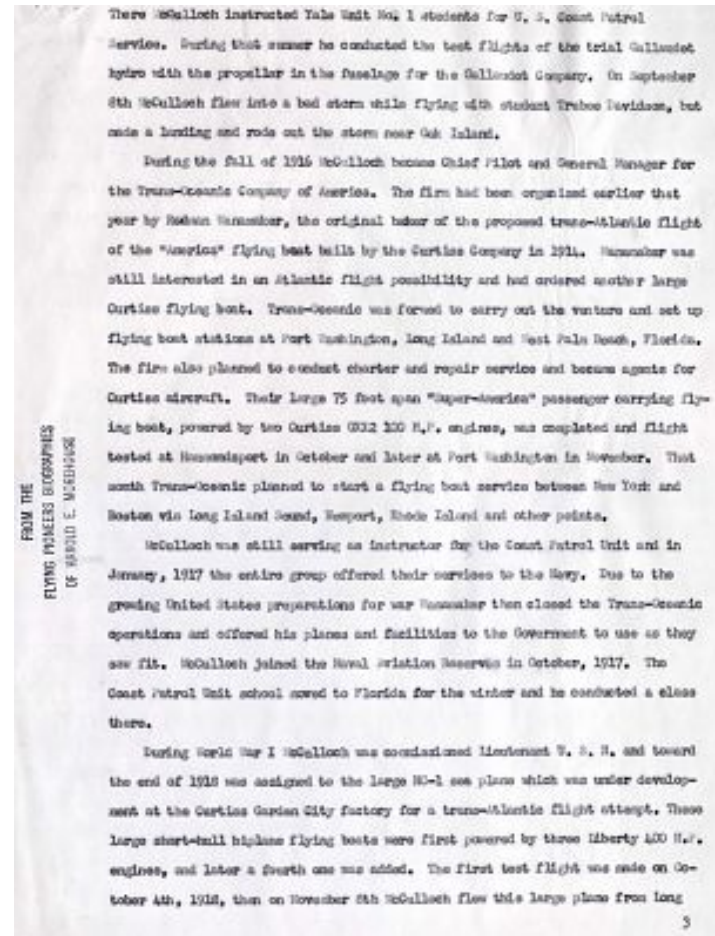 There McCulloch instructed Yale Unit No. 1 students for U. S. Coast Patrol
Service. During that summer he conducted the test flights of the trial Gallaudet
hydro with the propeller in the fuselage for the Gallaudet Company. On September
8th McCulloch flew into a bad storm while flying with student Trubee Davidson, but
made a landing and rode out the storm near Oak Island.
During the fall of 1916 McCulloch became Chief Pilot and General Manager for
the Trans-Oceanic Company of America. The firm had been organized earlier that
year by Rodman Wanamaker, the original baker of the proposed trans-Atlantic flight
of the "America" flying boat built by the Curtiss Company in 1914. Wanamaker was
still interested in an Atlantic flight possibility and had ordered another large
Curtiss flying boat. Trans-Oceanic was formed to carry out the venture and set up
flying boat stations at Port Washington, Long Island and West Palm Beach, Florida.
The firm also planned to conduct charter and repair service and became agents for
Curtiss aircraft. Their large 75 foot span "Super-America" passenger carrying fly-
ing boat, powered by two Curtiss 100 H.P. engines, was completed and flight
tested at Hammondsport in October and later at Port Washington in November. That
month Trans-Oceanic planned to start a flying boat service between New York and
Boston via Long Island Sound, Newport, Rhode Island and other points.
McCulloch was still serving as instructor for the Coast Patrol Unit and in
January, 1917 the entire group offered their services to the Navy. Due to the
growing United States preparations for war Wanamaker then closed the Trans-Oceanic
operations and offered his planes and facilities to the Government to use as they
saw fit. McCulloch joined the Naval Aviation Reserve in October, 1917. The
Coast Patrol Unit school moved to Florida for the winter and he conducted a class
there.
During World War I McCulloch was commissioned Lieutenant U. S. N. and toward
the end of 1918 was assigned to the large NC-1 sea plane which was under develop-
ment at the Curtiss Garden City factory for a trans-Atlantic flight attempt. These
large short-hull biplane flying boats were first powered by three Liberty 400 H.P.
engines, and later a fourth one was added. The first test flight was made on Oc-
tober 4th, 1918, then on November 8th McCulloch flew this large plane from Long
3
FROM THE
FLYING PIONEERS BIOGRAPHIES
OF HAROLD E. MOREHOUSE